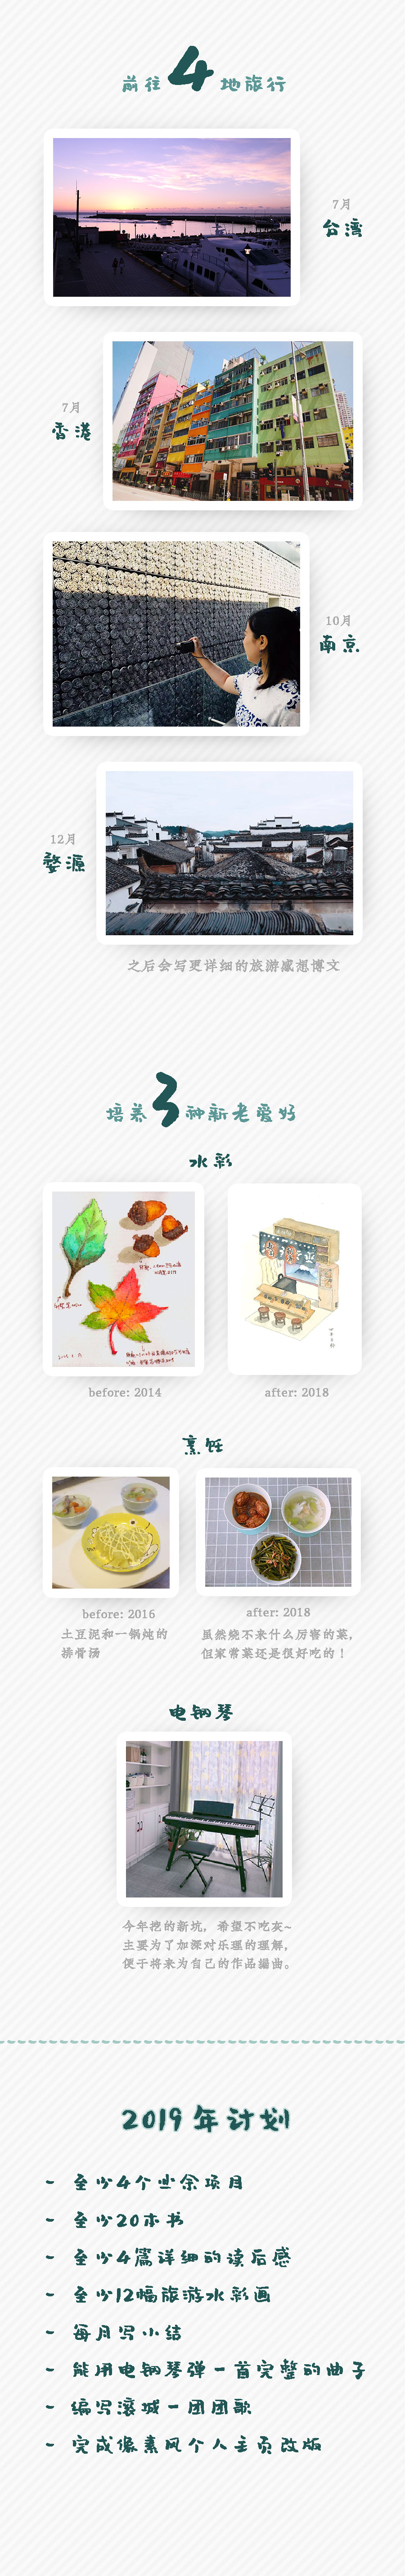 前往4地旅行
7月
台湾
7月
香港
10月
南京
12月
婺源
之后会写更详细的旅游感想博文
培养3种新老爱好
水彩
before: 2014
after: 2018
烹饪
before: 2016
土豆泥和一锅炖的
排骨汤
after: 2018
虽然烧不来什么厉害的菜,
但家常菜还是很好吃的！
电钢琴
今年挖的新坑，希望不吃灰~
主要为了加深对乐理的理解,
便于将来为自己的作品编曲。
2019年计划
- 至少4个业余项目
- 至少20本书
- 至少4篇详细的读后感
- 至少12幅旅游水彩画
- 每月写小结
- 能用电钢琴弹一首完整的曲子
- 编写滚城一团团歌
- 完成像素风个人主页改版